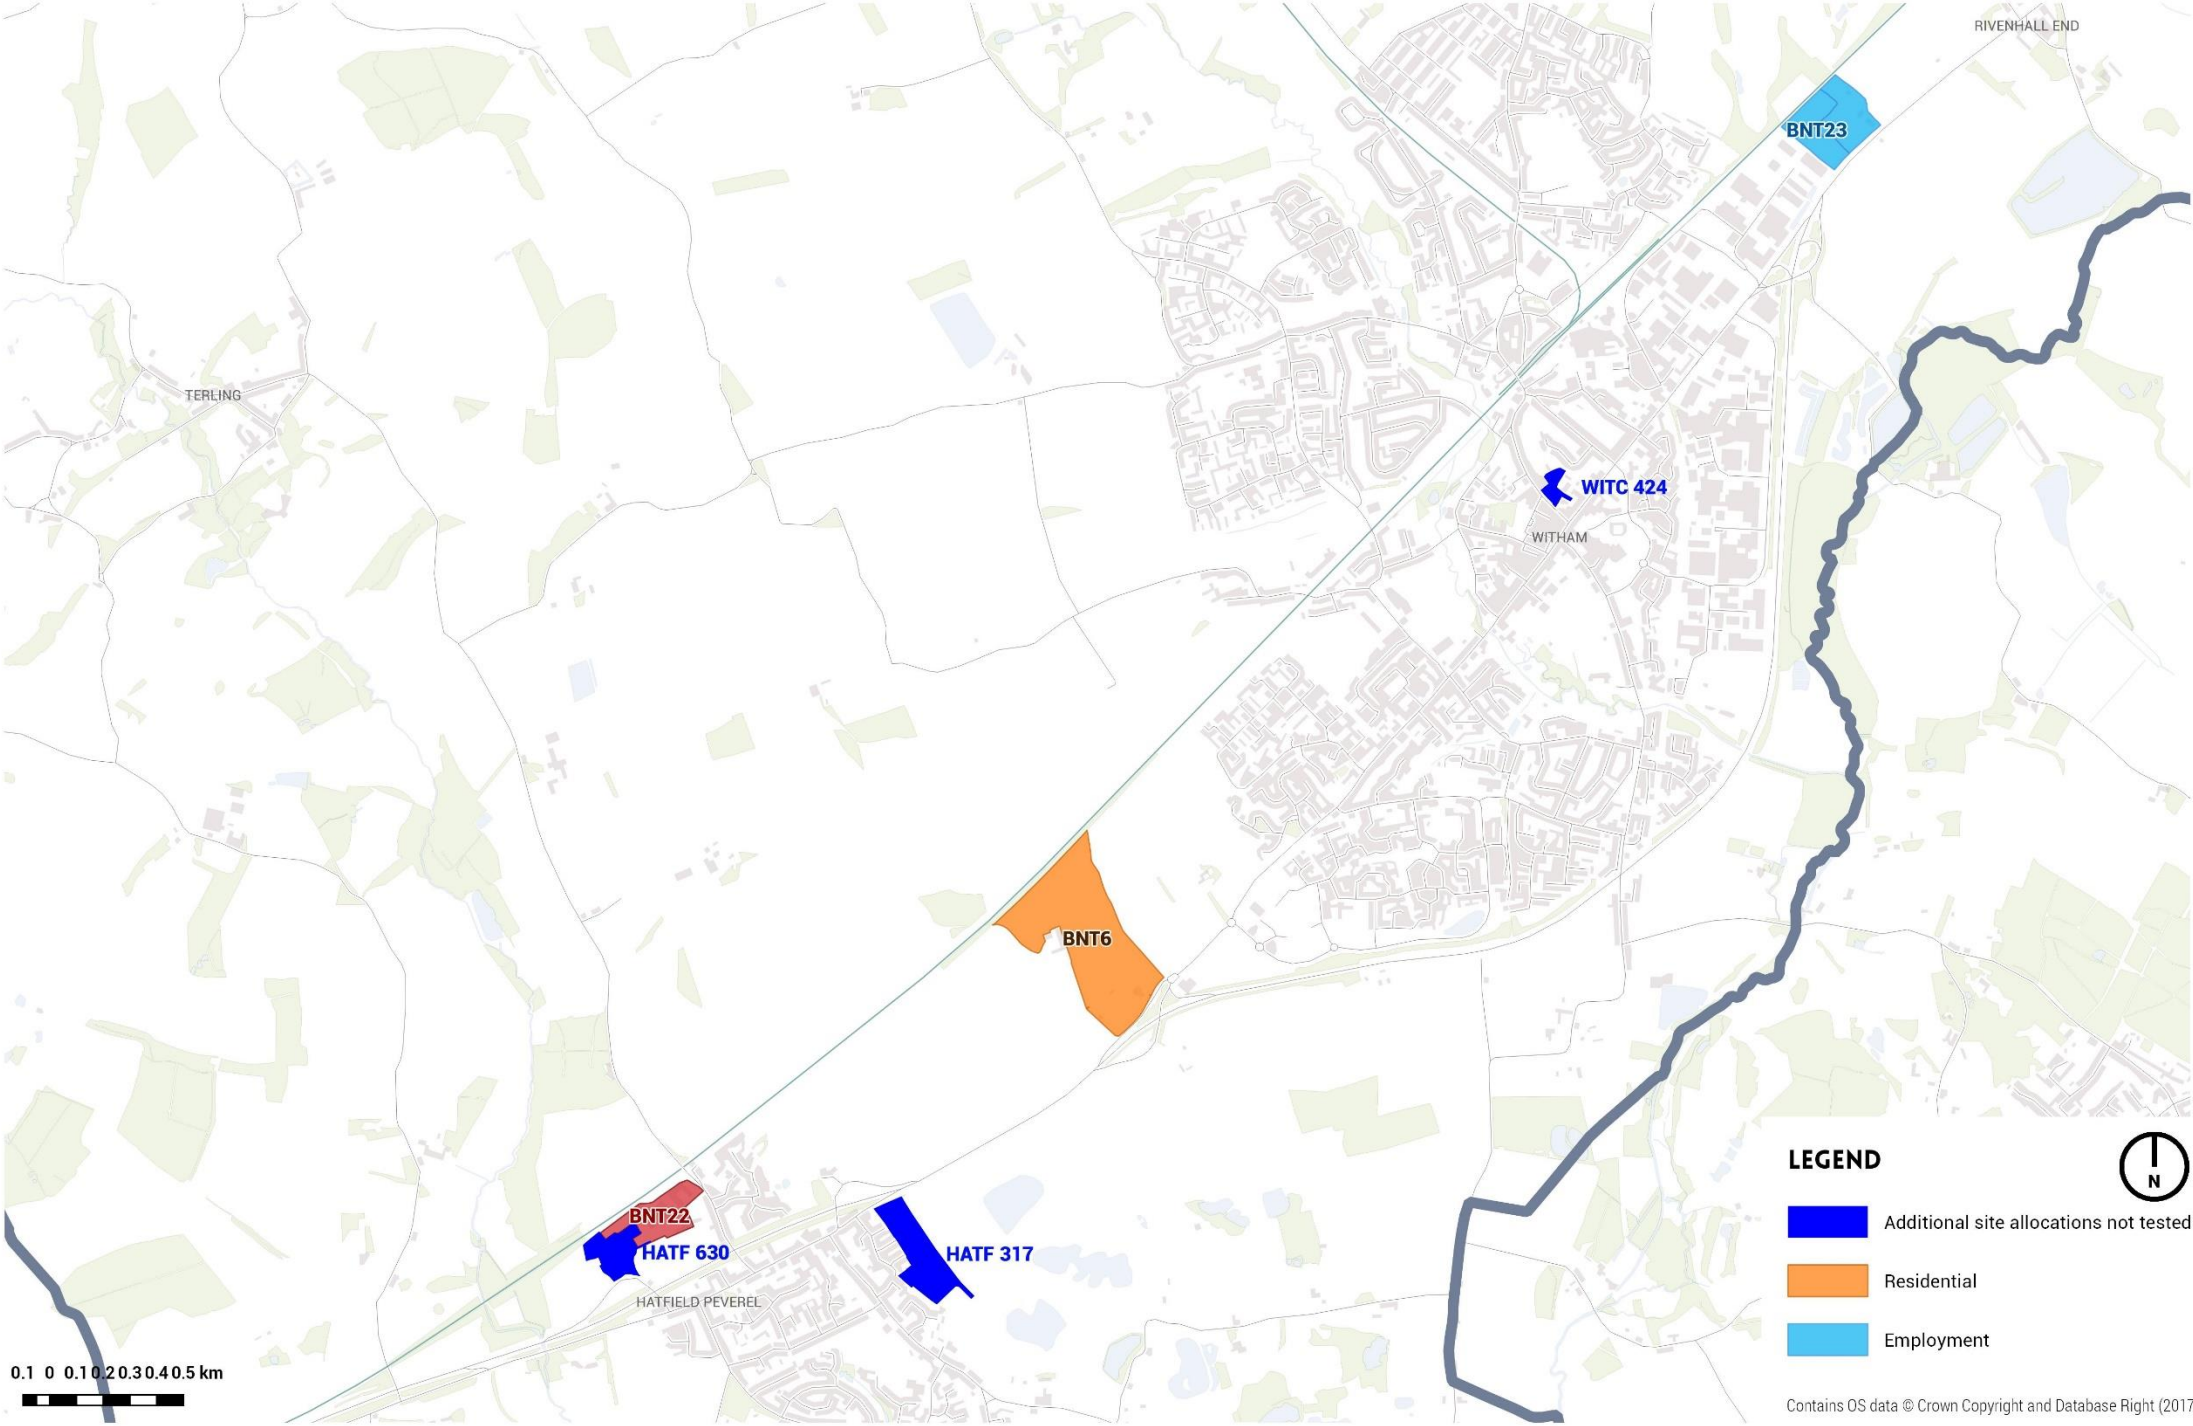 RIVENHALL END
BNT23
TERLING
WITC 424
WITHAM
BNT6
BNT22
HATF 630
HATF 317
HATFIELD PEVEREL
LEGEND
N
Additional site allocations not tested
Residential
Employment
0.1 0 0.1 0.2 0.3 0.4 0.5 km
Contains OS data © Crown Copyright and Database Right (2017